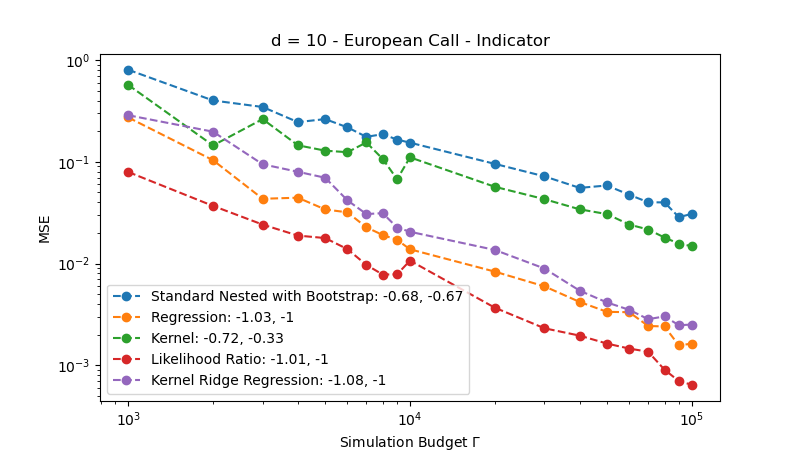 d = 10 - European Call - Indicator
MSE
10⁰
10⁻¹
10⁻²
10⁻³
Standard Nested with Bootstrap: -0.68, -0.67
Regression: -1.03, -1
Kernel: -0.72, -0.33
Likelihood Ratio: -1.01, -1
Kernel Ridge Regression: -1.08, -1
10³ 10⁴ 10⁵
Simulation Budget Γ